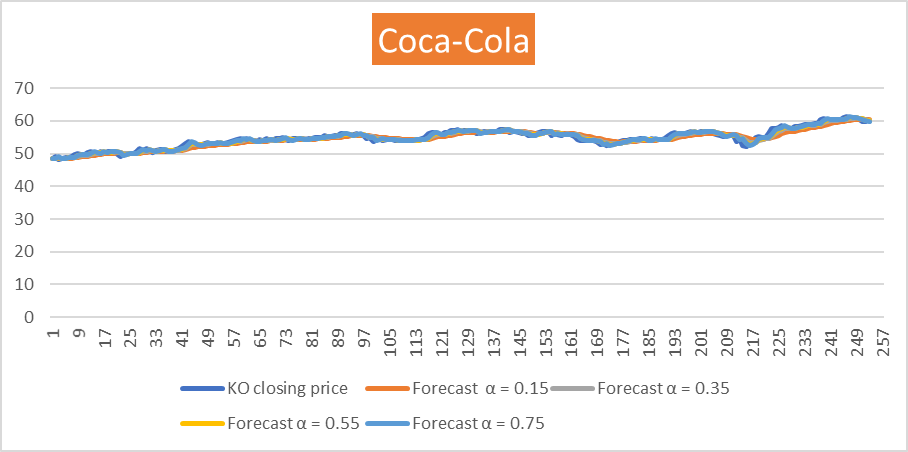 Coca-Cola
70
60
50
40
30
20
10
0
1 9 17 25 33 41 49 57 65 73 81 89 97 105 113 121 129 137 145 153 161 169 177 185 193 201 209 217 225 233 241 249 257
KO closing price Forecast α = 0.15 Forecast α = 0.35
Forecast α = 0.55 Forecast α = 0.75